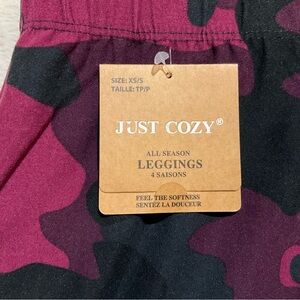 SIZE: XS/S
TAILLE: TP/P
JUST COZY®
ALL SEASON
LEGGINGS
4 SAISONS
FEEL THE SOFTNESS
SENTEZ LA DOUCEUR